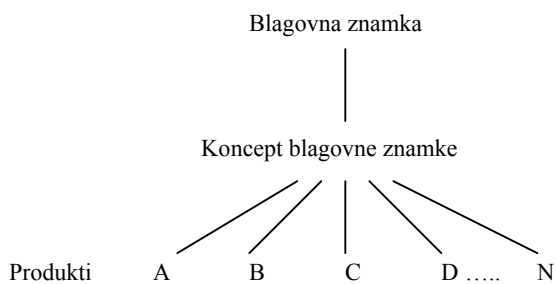 Blagovna znamka
Koncept blagovne znamke
Produkti A B C D ….. N